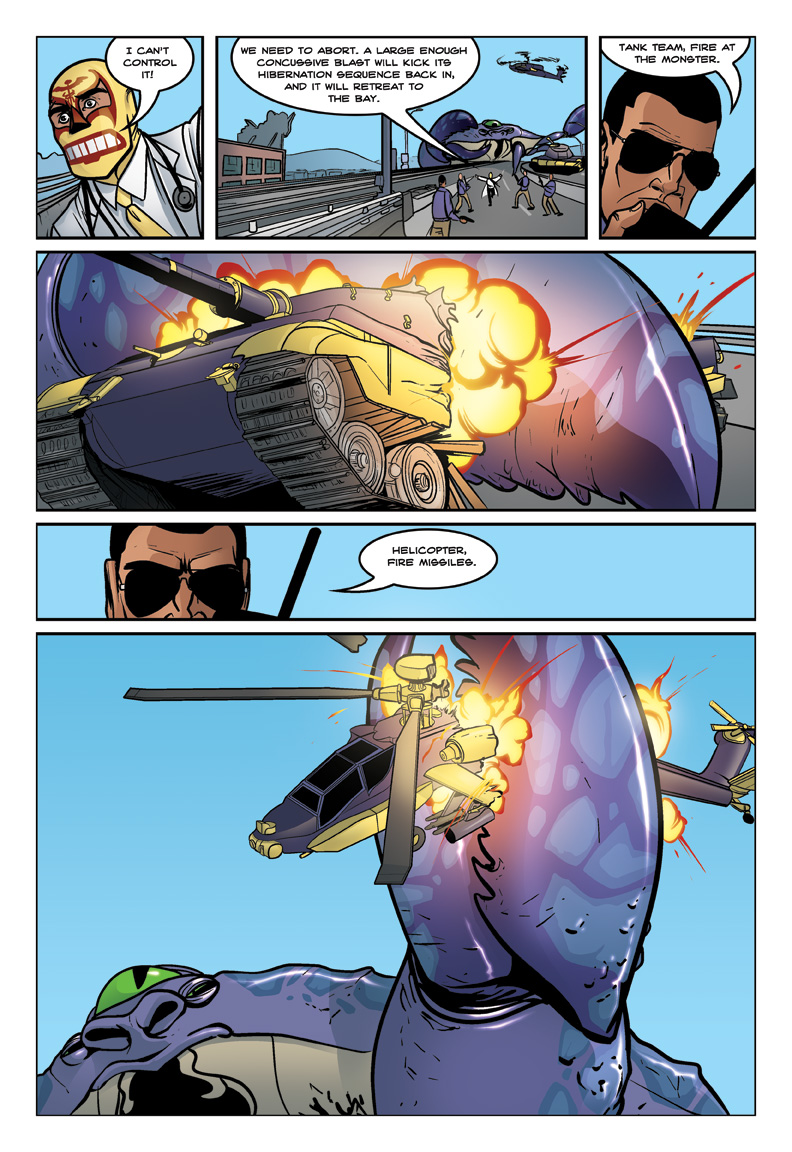 I CAN'T
CONTROL
IT!
WE NEED TO ABORT. A LARGE ENOUGH
CONCUSSIVE BLAST WILL KICK ITS
HIBERNATION SEQUENCE BACK IN,
AND IT WILL RETREAT TO
THE BAY.
TANK TEAM, FIRE AT
THE MONSTER.
HELICOPTER,
FIRE MISSILES.